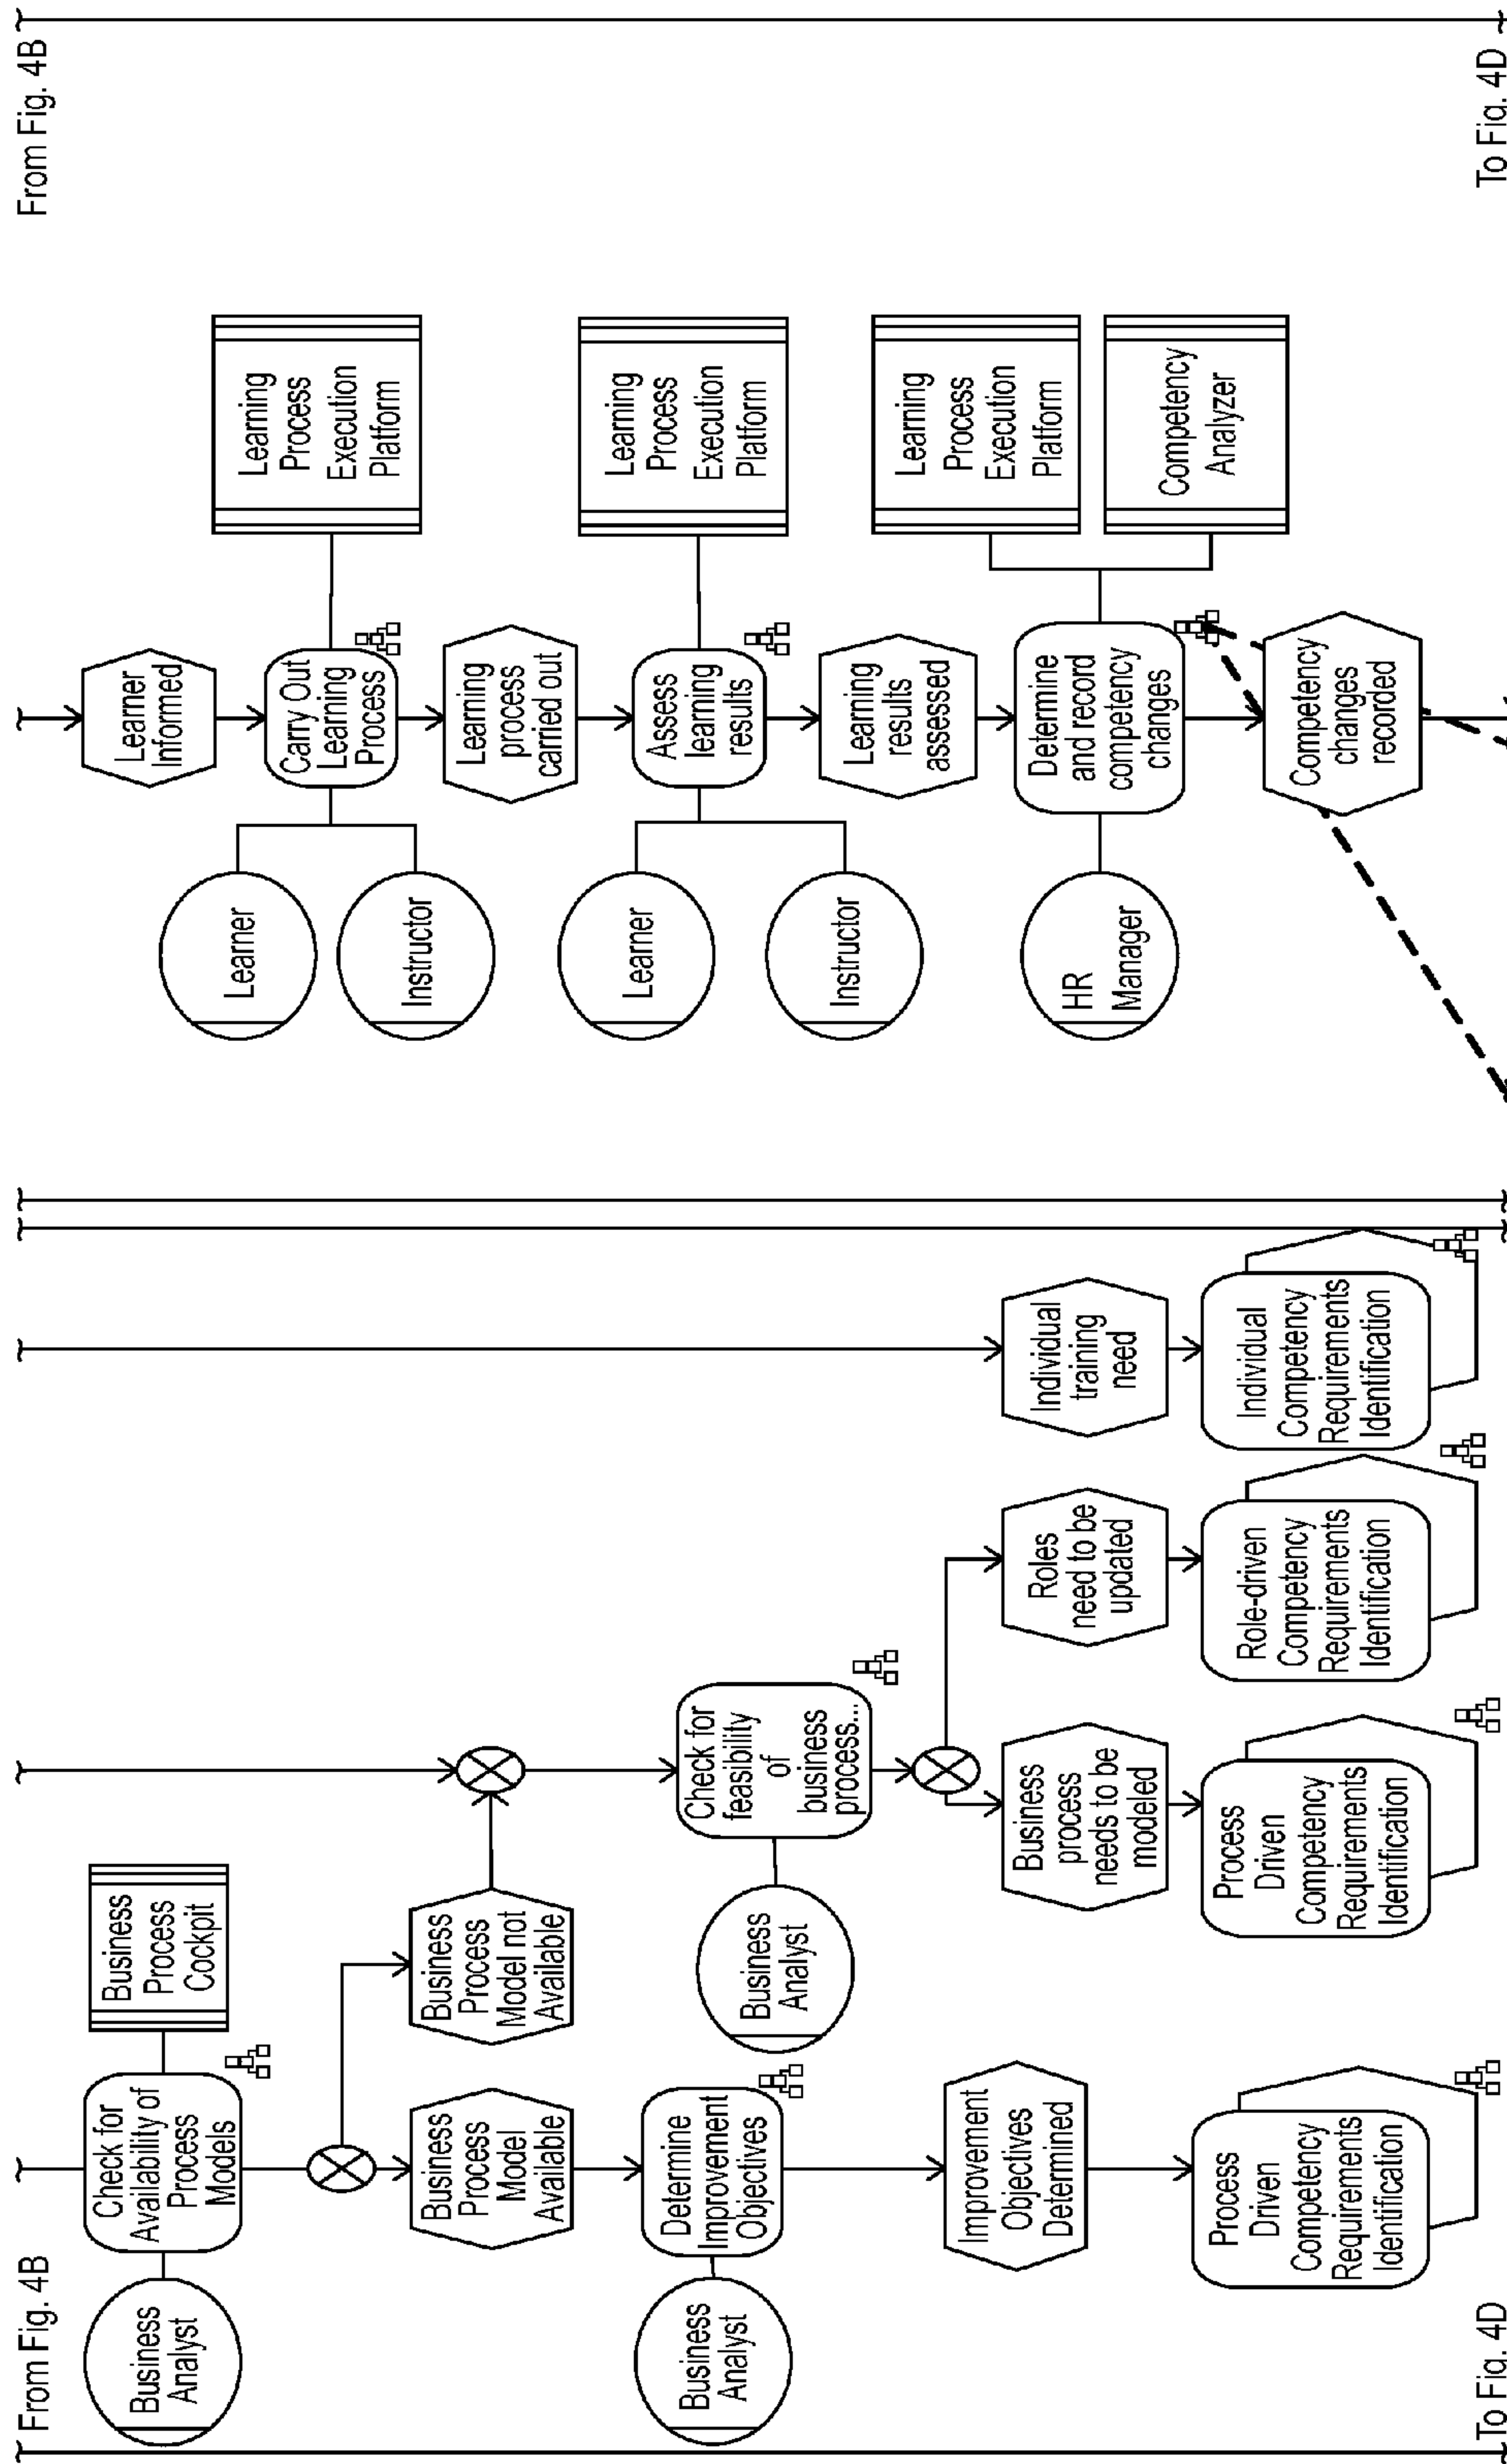 From Fig. 4B
Business
Analyst
Check for
Availability of
Process
Models
Business
Process
Cockpit
Business
Process
Model
Available
Business
Process
Model not
Available
Business
Analyst
Determine
Improvement
Objectives
Business
Analyst
Check for
feasibility
of
business
process...
Improvement
Objectives
Determined
Business
process
needs to be
modeled
Roles
need to be
updated
Individual
training
need
Process
Driven
Competency
Requirements
Identification
Process
Driven
Competency
Requirements
Identification
Role-driven
Competency
Requirements
Identification
Individual
Competency
Requirements
Identification
To Fig. 4D
From Fig. 4B
Learner
Informed
Learner
Instructor
Carry Out
Learning
Process
Learning
Process
Execution
Platform
Learning
process
carried out
Learner
Instructor
Assess
learning
results
Learning
Process
Execution
Platform
Learning
results
assessed
HR
Manager
Determine
and record
competency
changes
Learning
Process
Execution
Platform
Competency
Analyzer
Competency
changes
recorded
To Fig. 4D